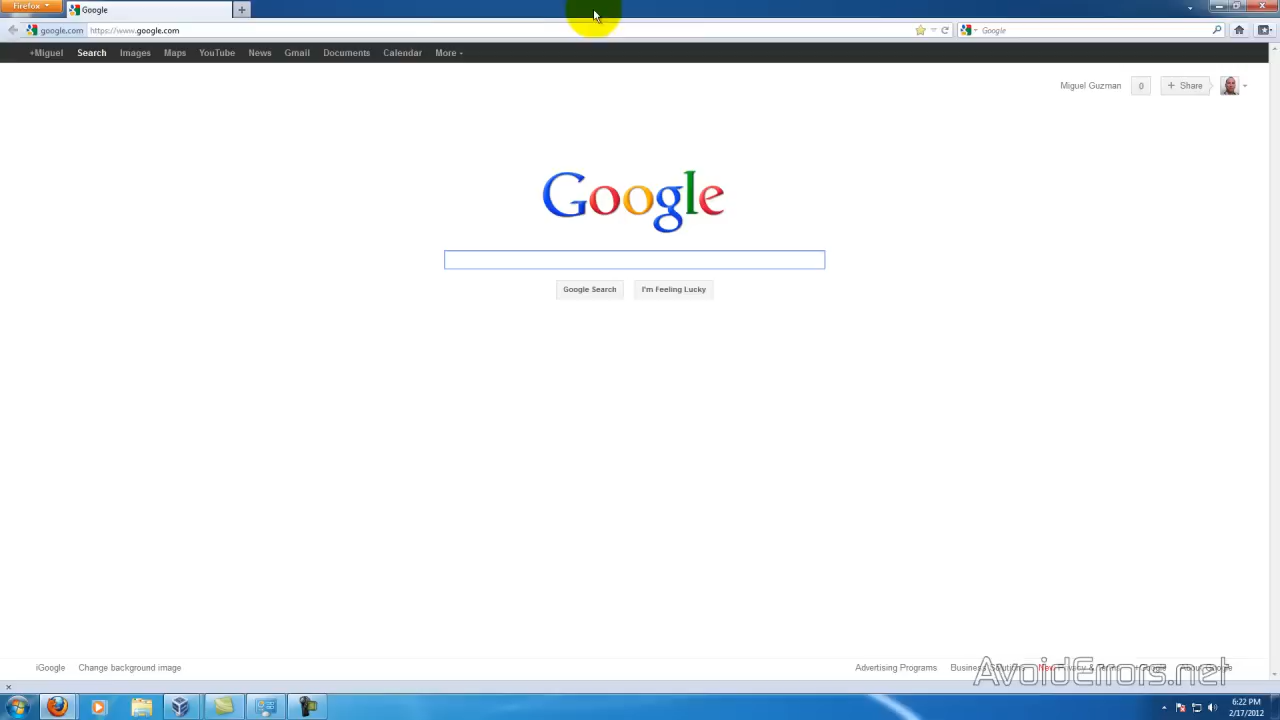 Firefox
Google
google.com https://www.google.com
Google
+Miguel Search Images Maps YouTube News Gmail Documents Calendar More
Miguel Guzman 0 + Share
Google
Google Search I'm Feeling Lucky
iGoogle Change background image
Advertising Programs Business Solutions New
AvoidErrors.net
6:22 PM
2/17/2012